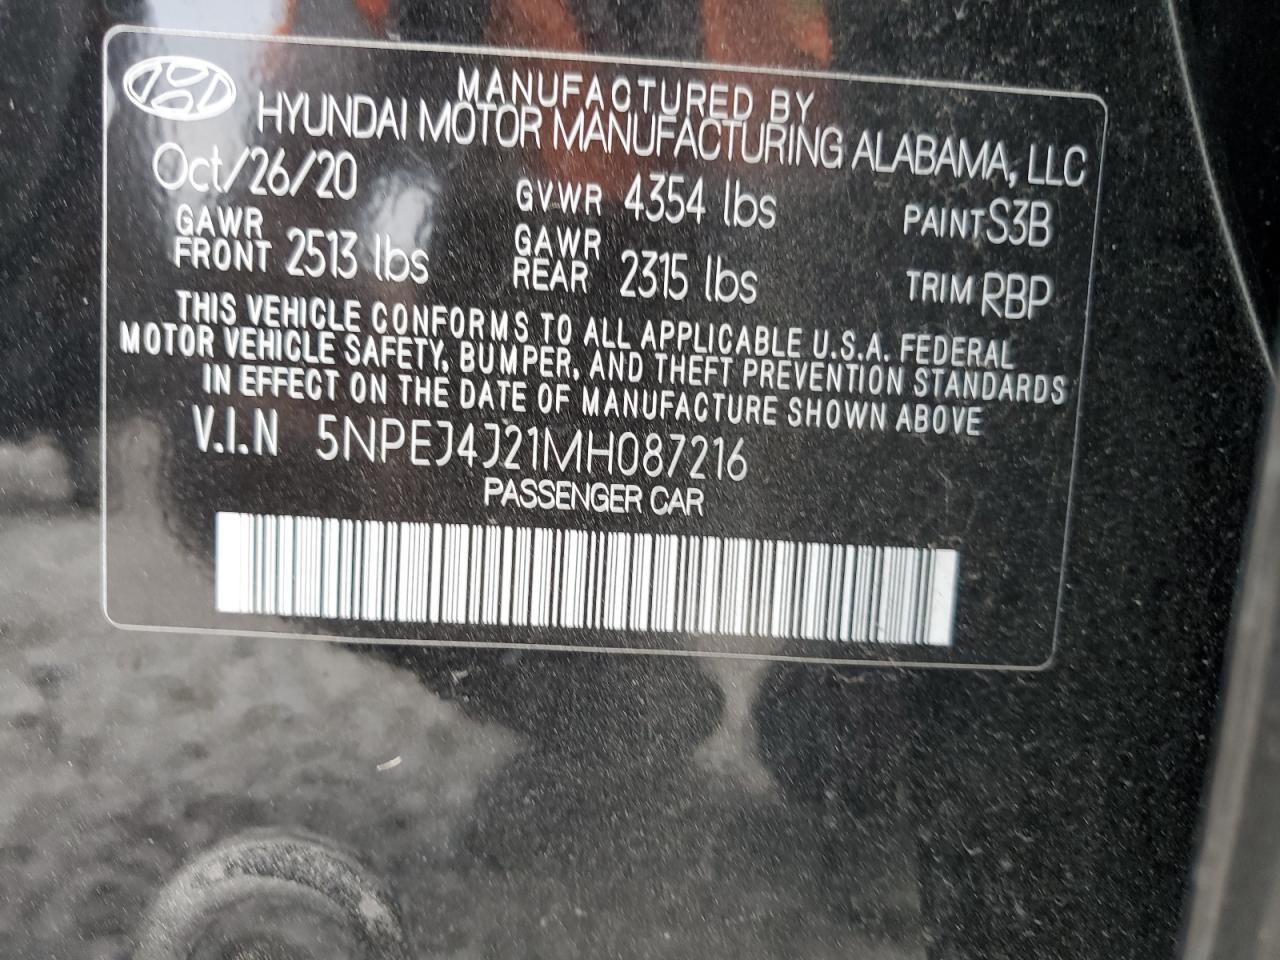 MANUFACTURED BY
HYUNDAI MOTOR MANUFACTURING ALABAMA, LLC
Oct/26/20 GVWR 4354 lbs PAINT S3B
GAWR FRONT 2513 lbs GAWR REAR 2315 lbs TRIM RBP
THIS VEHICLE CONFORMS TO ALL APPLICABLE U.S.A. FEDERAL
MOTOR VEHICLE SAFETY, BUMPER, AND THEFT PREVENTION STANDARDS
IN EFFECT ON THE DATE OF MANUFACTURE SHOWN ABOVE
V.I.N 5NPEJ4J21MH087216
PASSENGER CAR